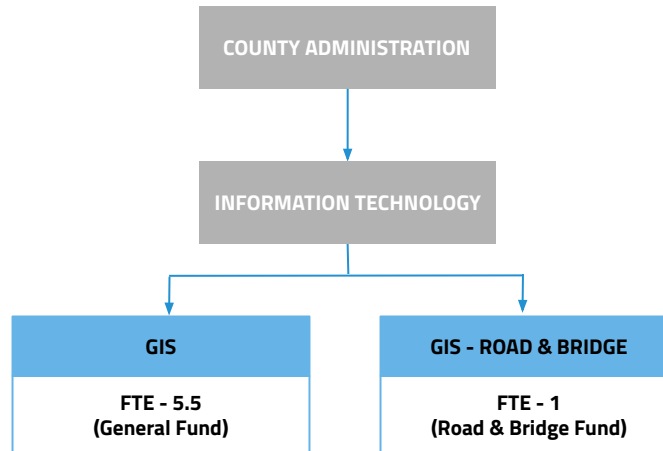 COUNTY ADMINISTRATION
INFORMATION TECHNOLOGY
GIS
FTE - 5.5
(General Fund)
GIS - ROAD & BRIDGE
FTE - 1
(Road & Bridge Fund)